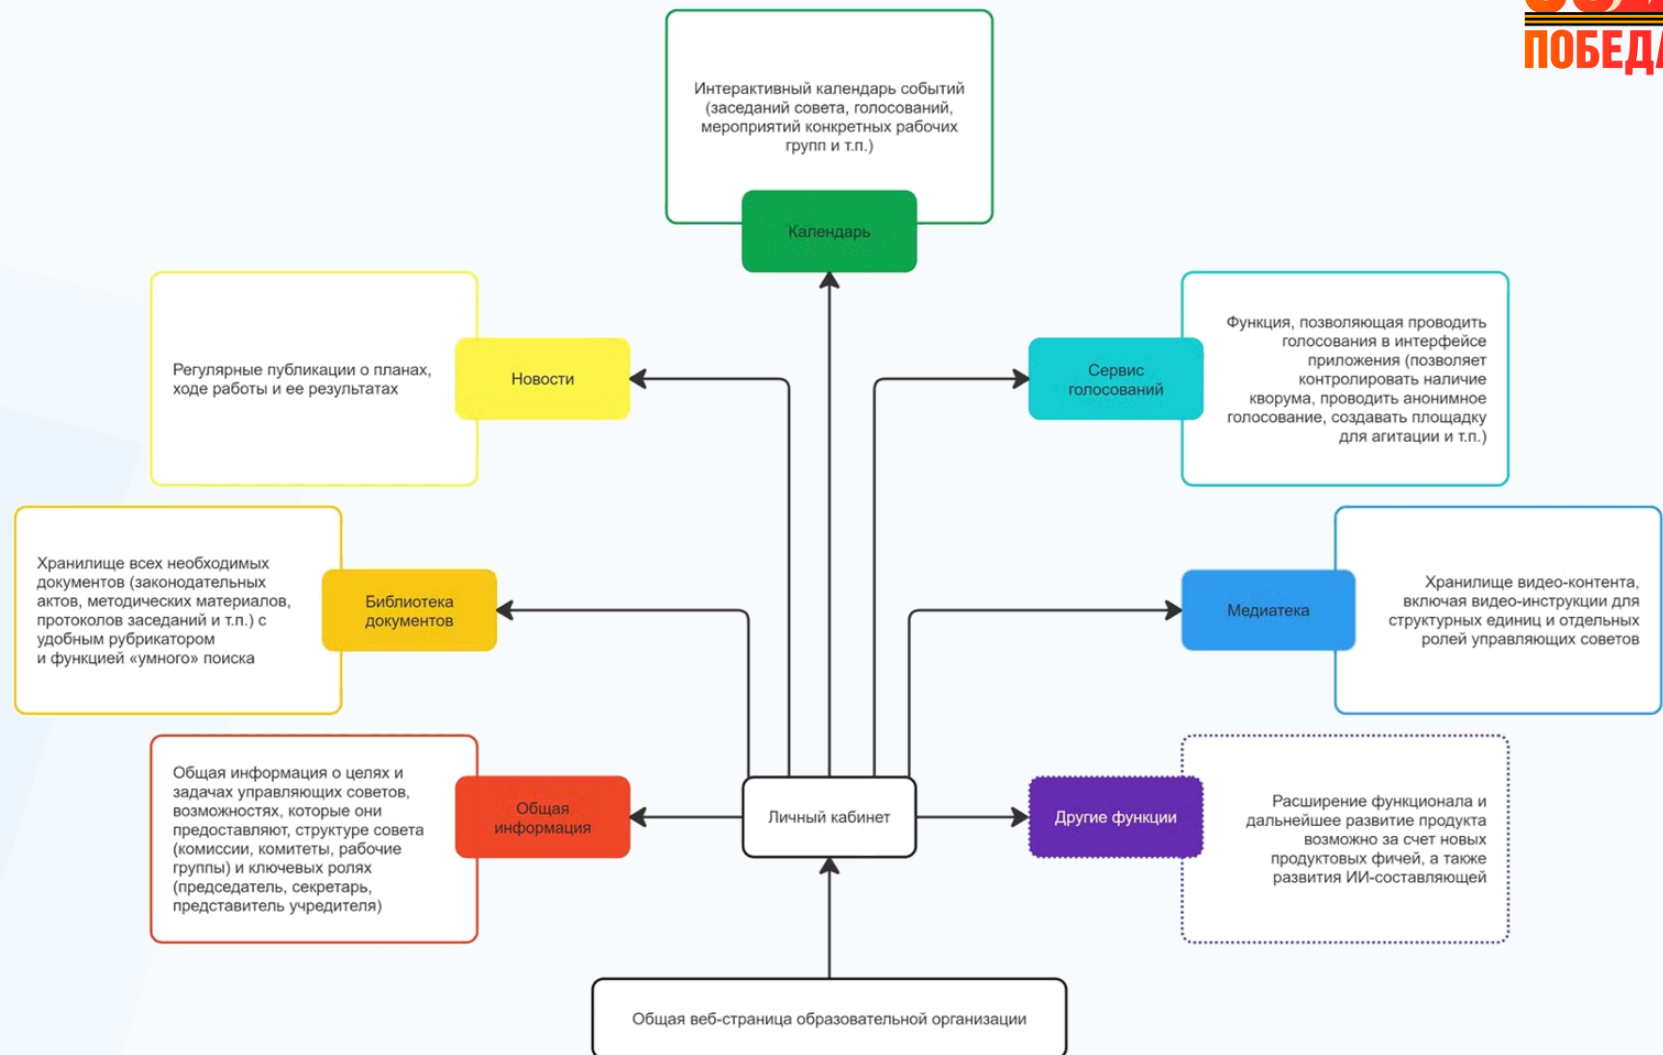 ПОБЕДА
Интерактивный календарь событий
(заседаний совета, голосований,
мероприятий конкретных рабочих
групп и т.п.)
Календарь
Регулярные публикации о планах,
ходе работы и ее результатах
Новости
Сервис
голосований
Функция, позволяющая проводить
голосования в интерфейсе
приложения (позволяет
контролировать наличие
кворума, проводить анонимное
голосование, создавать площадку
для агитации и т.п.)
Хранилище всех необходимых
документов (законодательных
актов, методических материалов,
протоколов заседаний и т.п.) с
удобным рубрикатором
и функцией «умного» поиска
Библиотека
документов
Медиатека
Хранилище видео-контента,
включая видео-инструкции для
структурных единиц и отдельных
ролей управляющих советов
Общая информация о целях и
задачах управляющих советов,
возможностях, которые они
предоставляют, структуре совета
(комиссии, комитеты, рабочие
группы) и ключевых ролях
(председатель, секретарь,
представитель учредителя)
Общая
информация
Личный кабинет
Другие функции
Расширение функционала и
дальнейшее развитие продукта
возможно за счет новых
продуктовых фичей, а также
развития ИИ-составляющей
Общая веб-страница образовательной организации